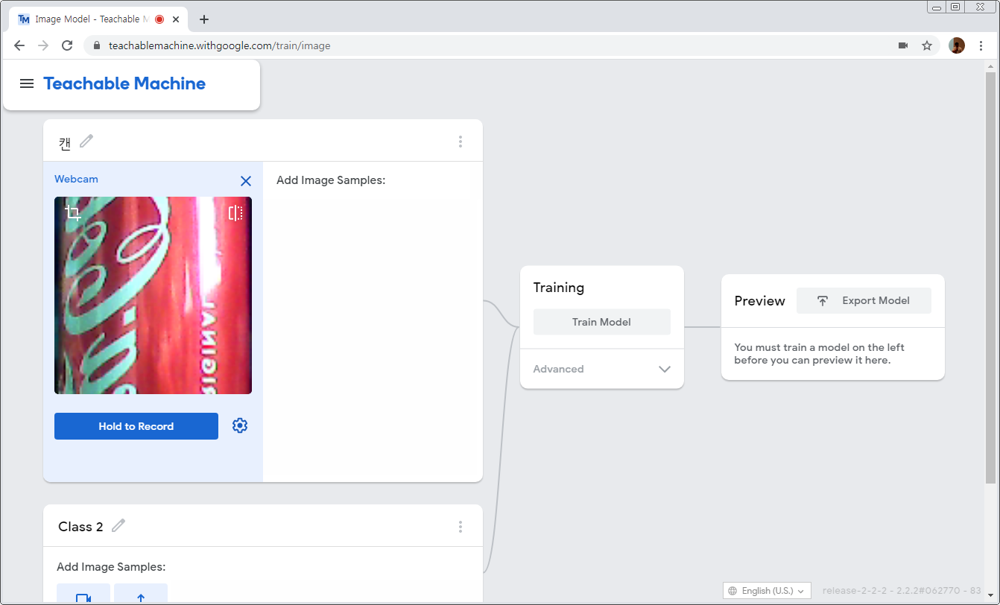 Image Model - Teachable M
teachablemachine.withgoogle.com/train/image
Teachable Machine
캔
Webcam
Add Image Samples:
ORIGINAL
Hold to Record
Training
Train Model
Advanced
Preview
Export Model
You must train a model on the left
before you can preview it here.
Class 2
Add Image Samples:
English (U.S.)
release-2-2-2 - 2.2.2#062770 - 83